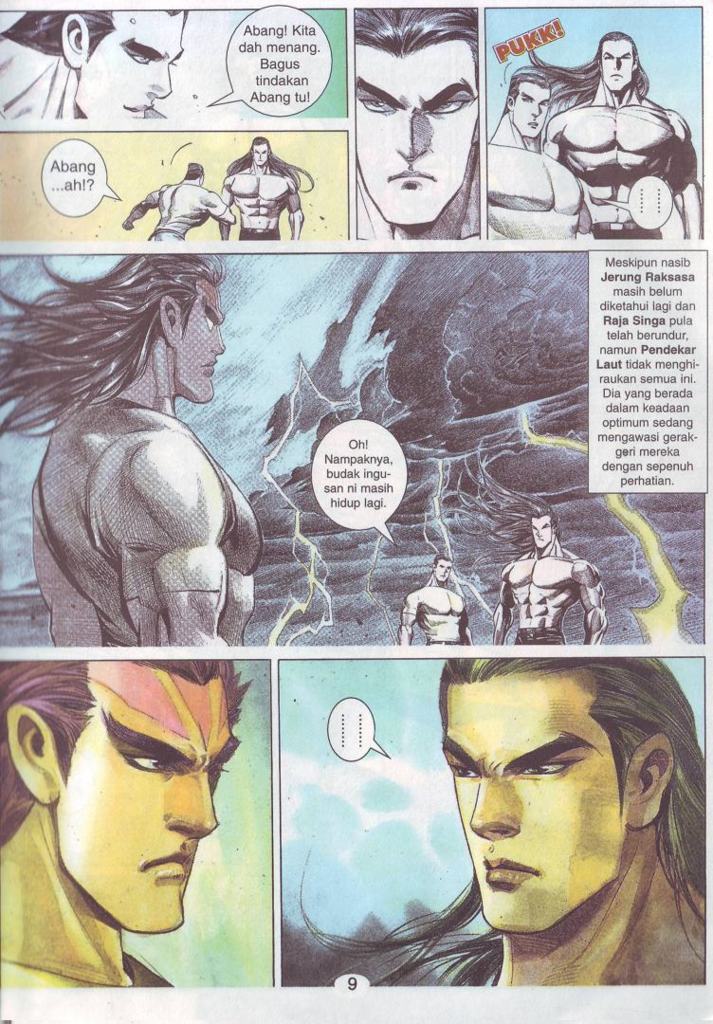 Abang! Kita
dah menang.
Bagus
tindakan
Abang tu!
PUKK!
Abang
...ah!?
Meskipun nasib
Jerung Raksasa
masih belum
diketahui lagi dan
Raja Singa pula
telah berundur,
namun Pendekar
Laut tidak menghi-
raukan semua ini.
Dia yang berada
dalam keadaan
optimum sedang
mengawasi gerak-
geri mereka
dengan sepenuh
perhatian.
Oh!
Nampaknya,
budak ingu-
san ni masih
hidup lagi.
9